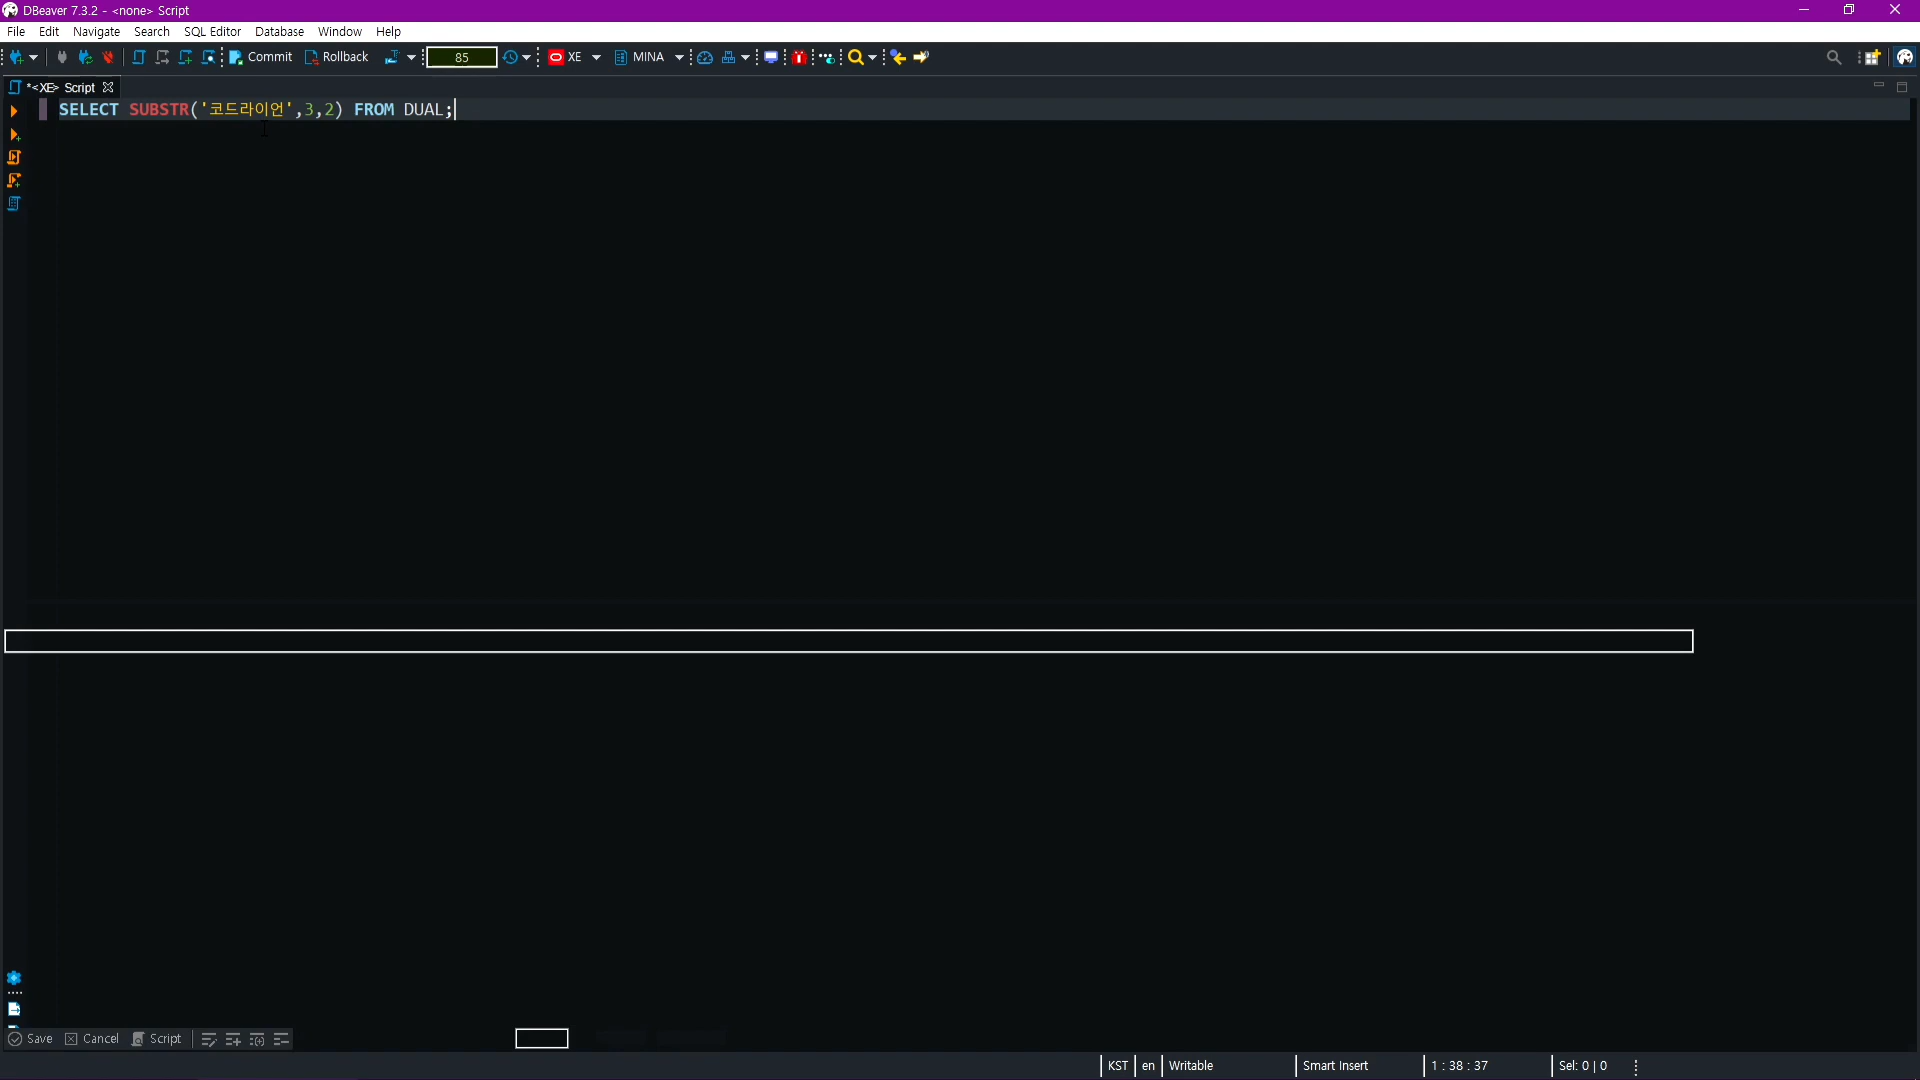 DBeaver 7.3.2 - <none> Script
File Edit Navigate Search SQL Editor Database Window Help
Commit Rollback 85 XE MINA
*<XE> Script
SELECT SUBSTR('코드라이언',3,2) FROM DUAL;
Save Cancel Script
KST en Writable Smart Insert 1 : 38 : 37 Sel: 0 | 0